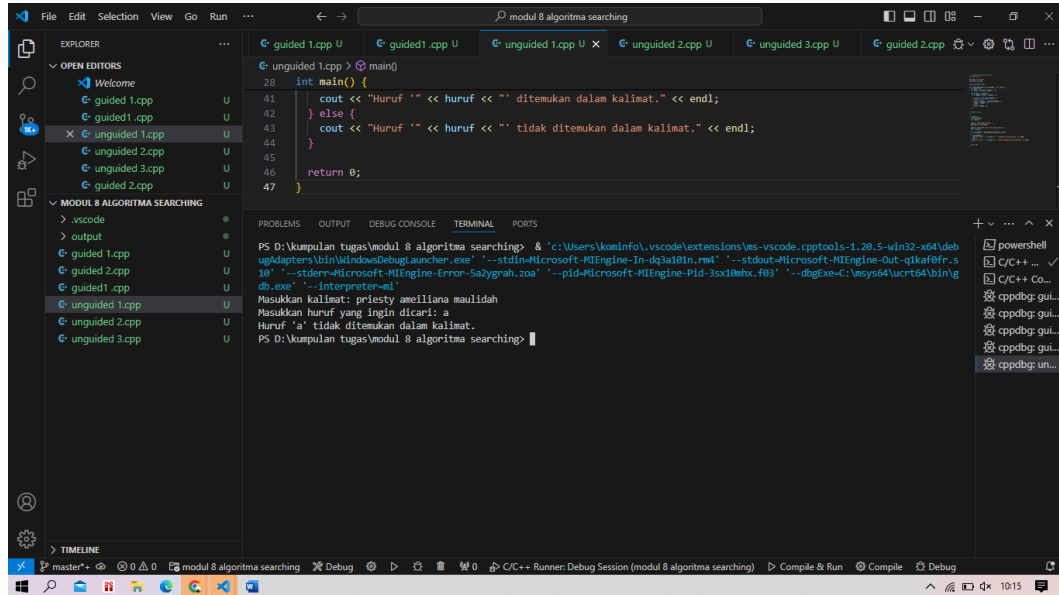 File Edit Selection View Go Run ...
modul 8 algoritma searching
EXPLORER
OPEN EDITORS
Welcome
guided 1.cpp U
guided1 .cpp U
unguided 1.cpp U
unguided 2.cpp U
unguided 3.cpp U
guided 2.cpp U
MODUL 8 ALGORITMA SEARCHING
.vscode
output
guided 1.cpp U
guided 2.cpp U
guided1 .cpp U
unguided 1.cpp U
unguided 2.cpp U
unguided 3.cpp U
TIMELINE
guided 1.cpp U guided1 .cpp U unguided 1.cpp U unguided 2.cpp U unguided 3.cpp U guided 2.cpp
unguided 1.cpp > main()
28 int main() {
41 cout << "Huruf '" << huruf << "' ditemukan dalam kalimat." << endl;
42 } else {
43 cout << "Huruf '" << huruf << "' tidak ditemukan dalam kalimat." << endl;
44 }
45
46 return 0;
47 }
PROBLEMS OUTPUT DEBUG CONSOLE TERMINAL PORTS
PS D:\kumpulan tugas\modul 8 algoritma searching> & 'c:\Users\kominfo\.vscode\extensions\ms-vscode.cpptools-1.20.5-win32-x64\deb
ugAdapters\bin\WindowsDebugLauncher.exe' '--stdin=Microsoft-MIEngine-In-dq3a101n.rm4' '--stdout=Microsoft-MIEngine-Out-q1kaf0fr.s
10' '--stderr=Microsoft-MIEngine-Error-5a2ygrah.zoa' '--pid=Microsoft-MIEngine-Pid-3sx10mhx.f03' '--dbgExe=C:\msys64\ucrt64\bin\g
db.exe' '--interpreter=mi'
Masukkan kalimat: priesty ameiliana maulidah
Masukkan huruf yang ingin dicari: a
Huruf 'a' tidak ditemukan dalam kalimat.
PS D:\kumpulan tugas\modul 8 algoritma searching>
powershell
C/C++ ...
C/C++ Co...
cppdbg: gui...
cppdbg: gui...
cppdbg: gui...
cppdbg: gui...
cppdbg: un...
master*+ 0 0 modul 8 algoritma searching Debug 0 C/C++ Runner: Debug Session (modul 8 algoritma searching) Compile & Run Compile Debug
10:15